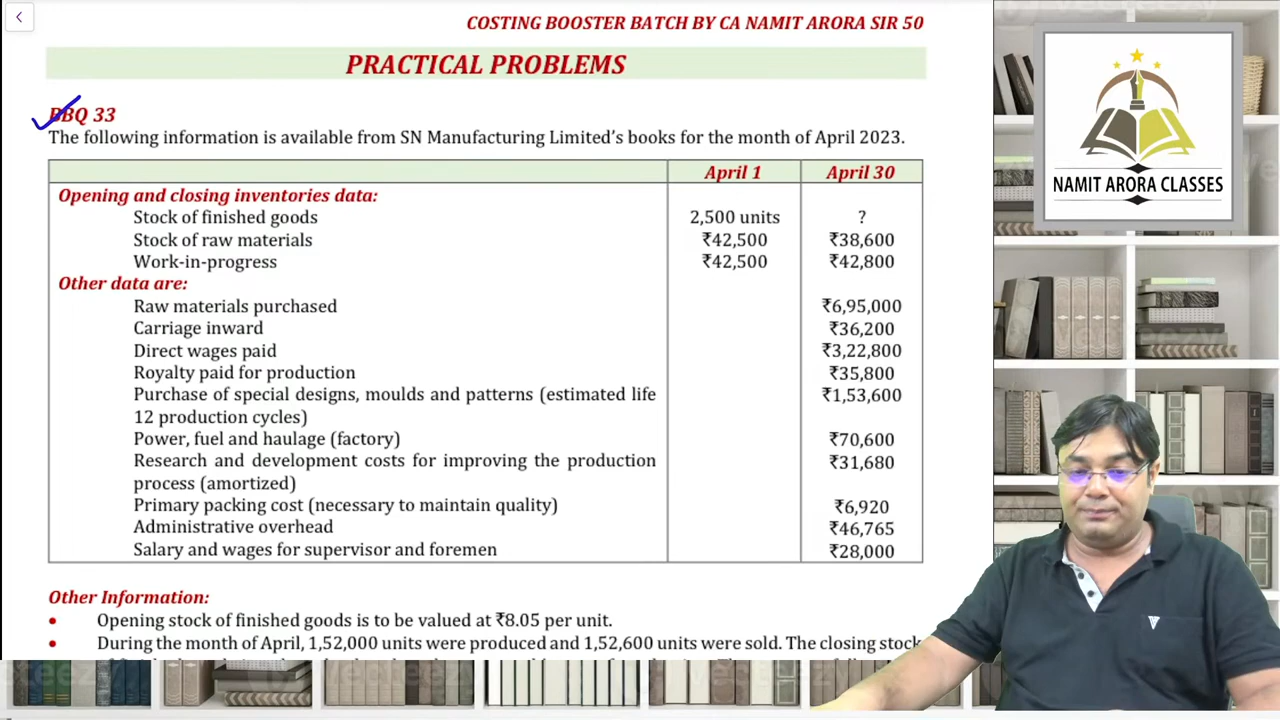 COSTING BOOSTER BATCH BY CA NAMIT ARORA SIR 50
PRACTICAL PROBLEMS
BBQ 33
The following information is available from SN Manufacturing Limited's books for the month of April 2023.
April 1 April 30
Opening and closing inventories data:
Stock of finished goods 2,500 units ?
Stock of raw materials ₹42,500 ₹38,600
Work-in-progress ₹42,500 ₹42,800
Other data are:
Raw materials purchased ₹6,95,000
Carriage inward ₹36,200
Direct wages paid ₹3,22,800
Royalty paid for production ₹35,800
Purchase of special designs, moulds and patterns (estimated life ₹1,53,600
12 production cycles)
Power, fuel and haulage (factory) ₹70,600
Research and development costs for improving the production ₹31,680
process (amortized)
Primary packing cost (necessary to maintain quality) ₹6,920
Administrative overhead ₹46,765
Salary and wages for supervisor and foremen ₹28,000
Other Information:
• Opening stock of finished goods is to be valued at ₹8.05 per unit.
• During the month of April, 1,52,000 units were produced and 1,52,600 units were sold. The closing stock
NAMIT ARORA CLASSES